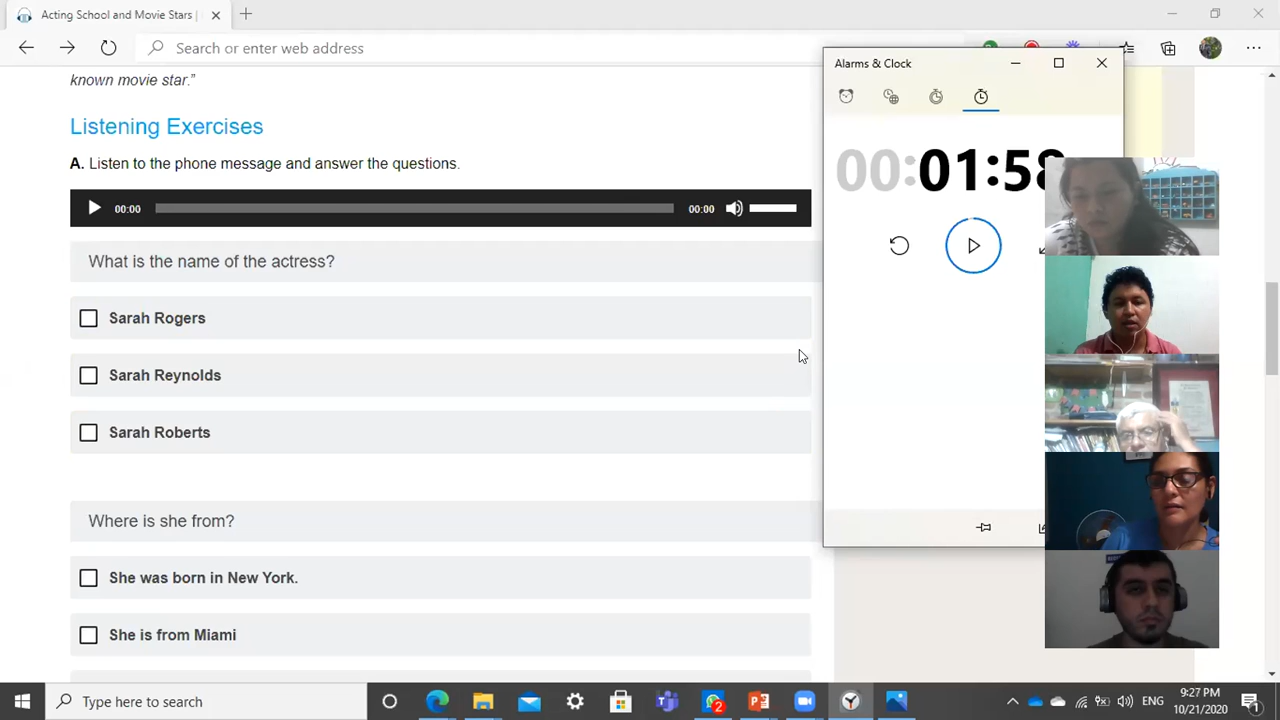 Acting School and Movie Stars |
Search or enter web address
known movie star."
Alarms & Clock
Listening Exercises
A. Listen to the phone message and answer the questions.
00:01:58
00:00
00:00
What is the name of the actress?
Sarah Rogers
Sarah Reynolds
Sarah Roberts
Where is she from?
She was born in New York.
She is from Miami
Type here to search
2
ENG
9:27 PM
10/21/2020
1